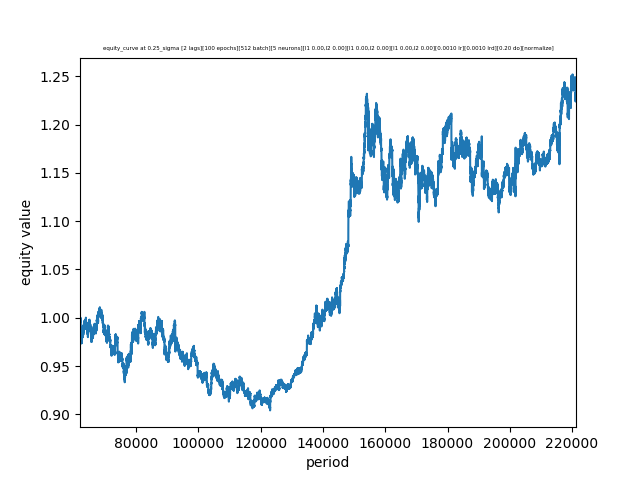 equity_curve at 0.25_sigma [2 lags][100 epochs][512 batch][5 neurons][l1 0.00,l2 0.00][l1 0.00,l2 0.00][l1 0.00,l2 0.00][0.0010 lr][0.0010 lrd][0.20 do][normalize]
1.25
1.20
1.15
1.10
1.05
1.00
0.95
0.90
equity value
80000 100000 120000 140000 160000 180000 200000 220000
period